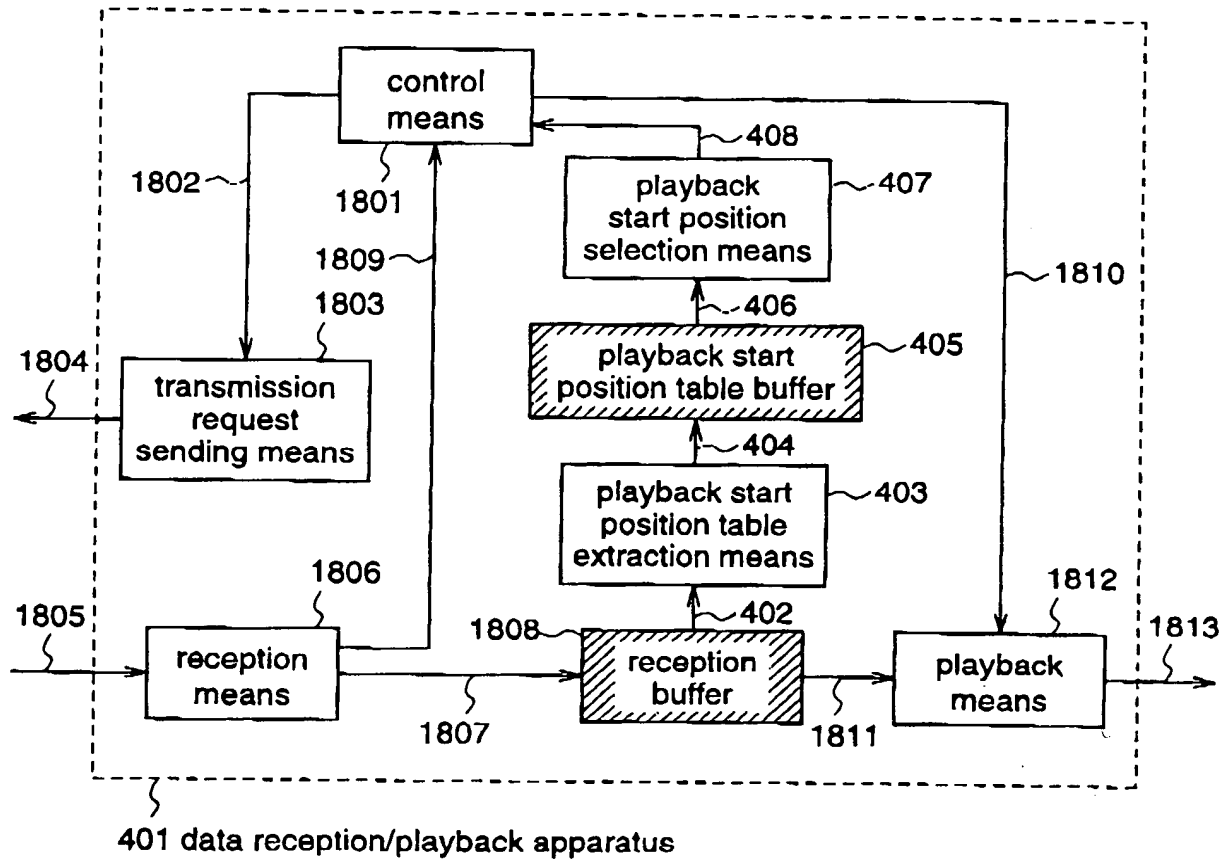 control
means
408
1802
1801
playback
start position
selection means
407
1809
1810
1803
406
1804
transmission
request
sending means
playback start
position table buffer
405
404
playback start
position table
extraction means
403
1806
402
1812
1805
1808
1813
reception
means
reception
buffer
playback
means
1807
1811
401 data reception/playback apparatus